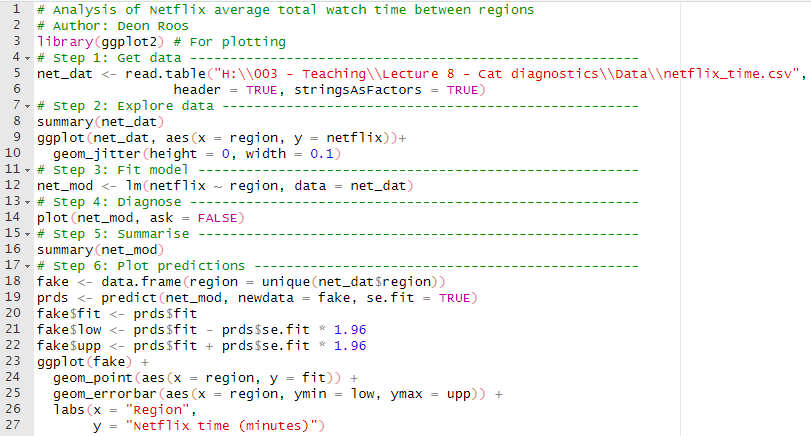 1 # Analysis of Netflix average total watch time between regions
2 # Author: Deon Roos
3 library(ggplot2) # For plotting
4 # Step 1: Get data --------------------------------------------------------
5 net_dat <- read.table("H:\\003 - Teaching\\Lecture 8 - Cat diagnostics\\Data\\netflix_time.csv",
6                  header = TRUE, stringsAsFactors = TRUE)
7 # Step 2: Explore data ----------------------------------------------------
8 summary(net_dat)
9 ggplot(net_dat, aes(x = region, y = netflix))+
10   geom_jitter(height = 0, width = 0.1)
11 # Step 3: Fit model -------------------------------------------------------
12 net_mod <- lm(netflix ~ region, data = net_dat)
13 # Step 4: Diagnose --------------------------------------------------------
14 plot(net_mod, ask = FALSE)
15 # Step 5: Summarise -------------------------------------------------------
16 summary(net_mod)
17 # Step 6: Plot predictions ------------------------------------------------
18 fake <- data.frame(region = unique(net_dat$region))
19 prds <- predict(net_mod, newdata = fake, se.fit = TRUE)
20 fake$fit <- prds$fit
21 fake$low <- prds$fit - prds$se.fit * 1.96
22 fake$upp <- prds$fit + prds$se.fit * 1.96
23 ggplot(fake) +
24   geom_point(aes(x = region, y = fit)) +
25   geom_errorbar(aes(x = region, ymin = low, ymax = upp)) +
26   labs(x = "Region",
27        y = "Netflix time (minutes)")